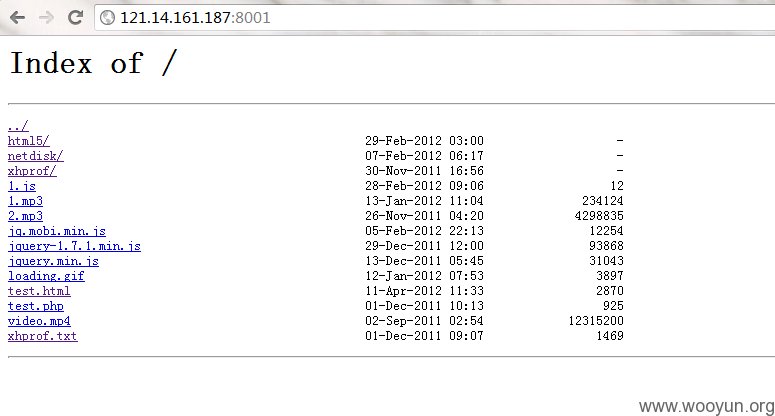 121.14.161.187:8001
Index of /
../
html5/ 29-Feb-2012 03:00 -
netdisk/ 07-Feb-2012 06:17 -
xhprof/ 30-Nov-2011 16:56 -
1.js 28-Feb-2012 09:06 12
1.mp3 13-Jan-2012 11:04 234124
2.mp3 26-Nov-2011 04:20 4298835
jq.mobi.min.js 05-Feb-2012 22:13 12254
jquery-1.7.1.min.js 29-Dec-2011 12:00 93868
jquery.min.js 13-Dec-2011 05:45 31043
loading.gif 12-Jan-2012 07:53 3897
test.html 11-Apr-2012 11:33 2870
test.php 01-Dec-2011 10:13 925
video.mp4 02-Sep-2011 02:54 12315200
xhprof.txt 01-Dec-2011 09:07 1469
www.wooyun.org